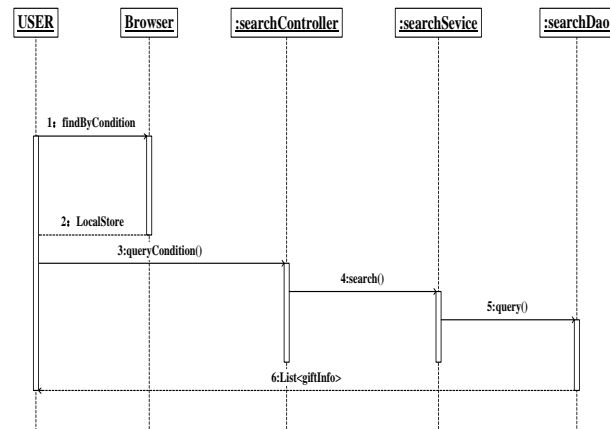 USER
Browser
:searchController
:searchSevice
:searchDao
1：findByCondition
2：LocalStore
3:queryCondition()
4:search()
5:query()
6:List<giftInfo>